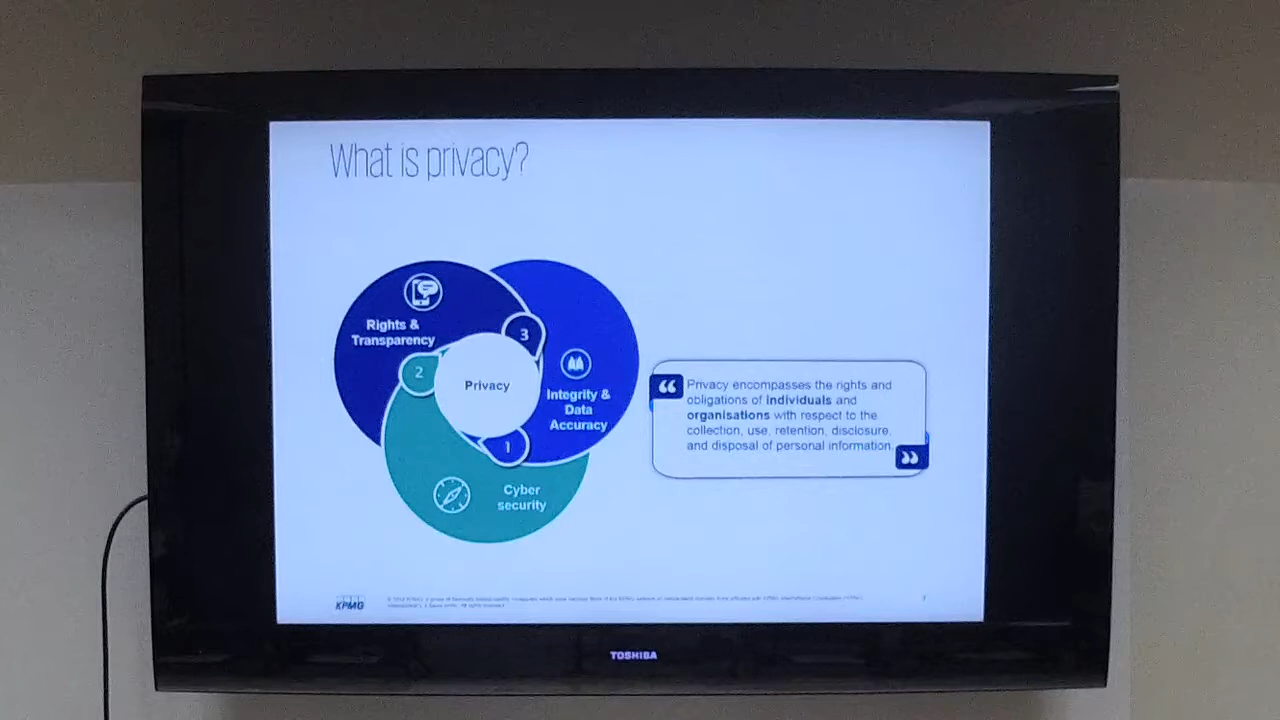 What is privacy?
Rights &
Transparency
3
2
Privacy
Integrity &
Data
Accuracy
1
Cyber
security
“ Privacy encompasses the rights and
obligations of individuals and
organisations with respect to the
collection, use, retention, disclosure,
and disposal of personal information. ”
KPMG
TOSHIBA